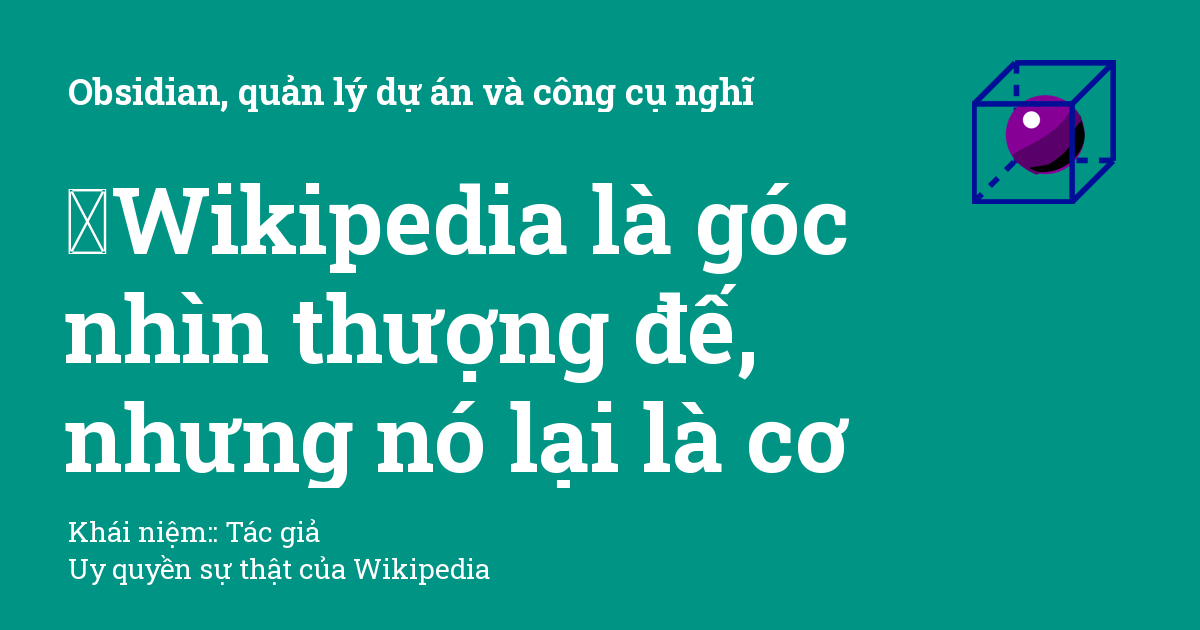 Obsidian, quản lý dự án và công cụ nghĩ
Wikipedia là góc
nhìn thượng đế,
nhưng nó lại là cơ
Khái niệm:: Tác giả
Uy quyền sự thật của Wikipedia